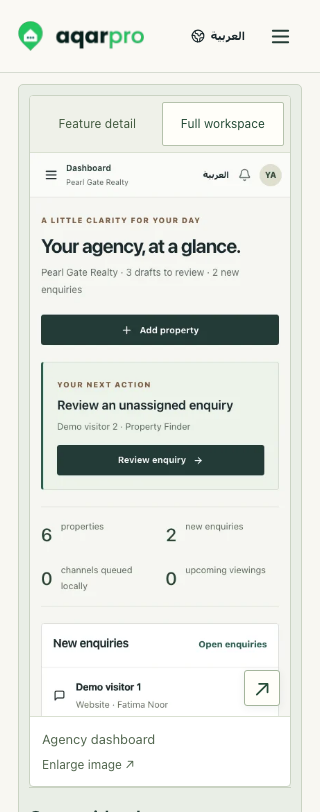 aqarpro
العربية
Feature detail
Full workspace
Dashboard
Pearl Gate Realty
العربية
YA
A LITTLE CLARITY FOR YOUR DAY
Your agency, at a glance.
Pearl Gate Realty · 3 drafts to review · 2 new
enquiries
+ Add property
YOUR NEXT ACTION
Review an unassigned enquiry
Demo visitor 2 · Property Finder
Review enquiry →
6 properties
2 new enquiries
0 channels queued
locally
0 upcoming viewings
New enquiries
Open enquiries
Demo visitor 1
Website · Fatima Noor
Agency dashboard
Enlarge image ↗